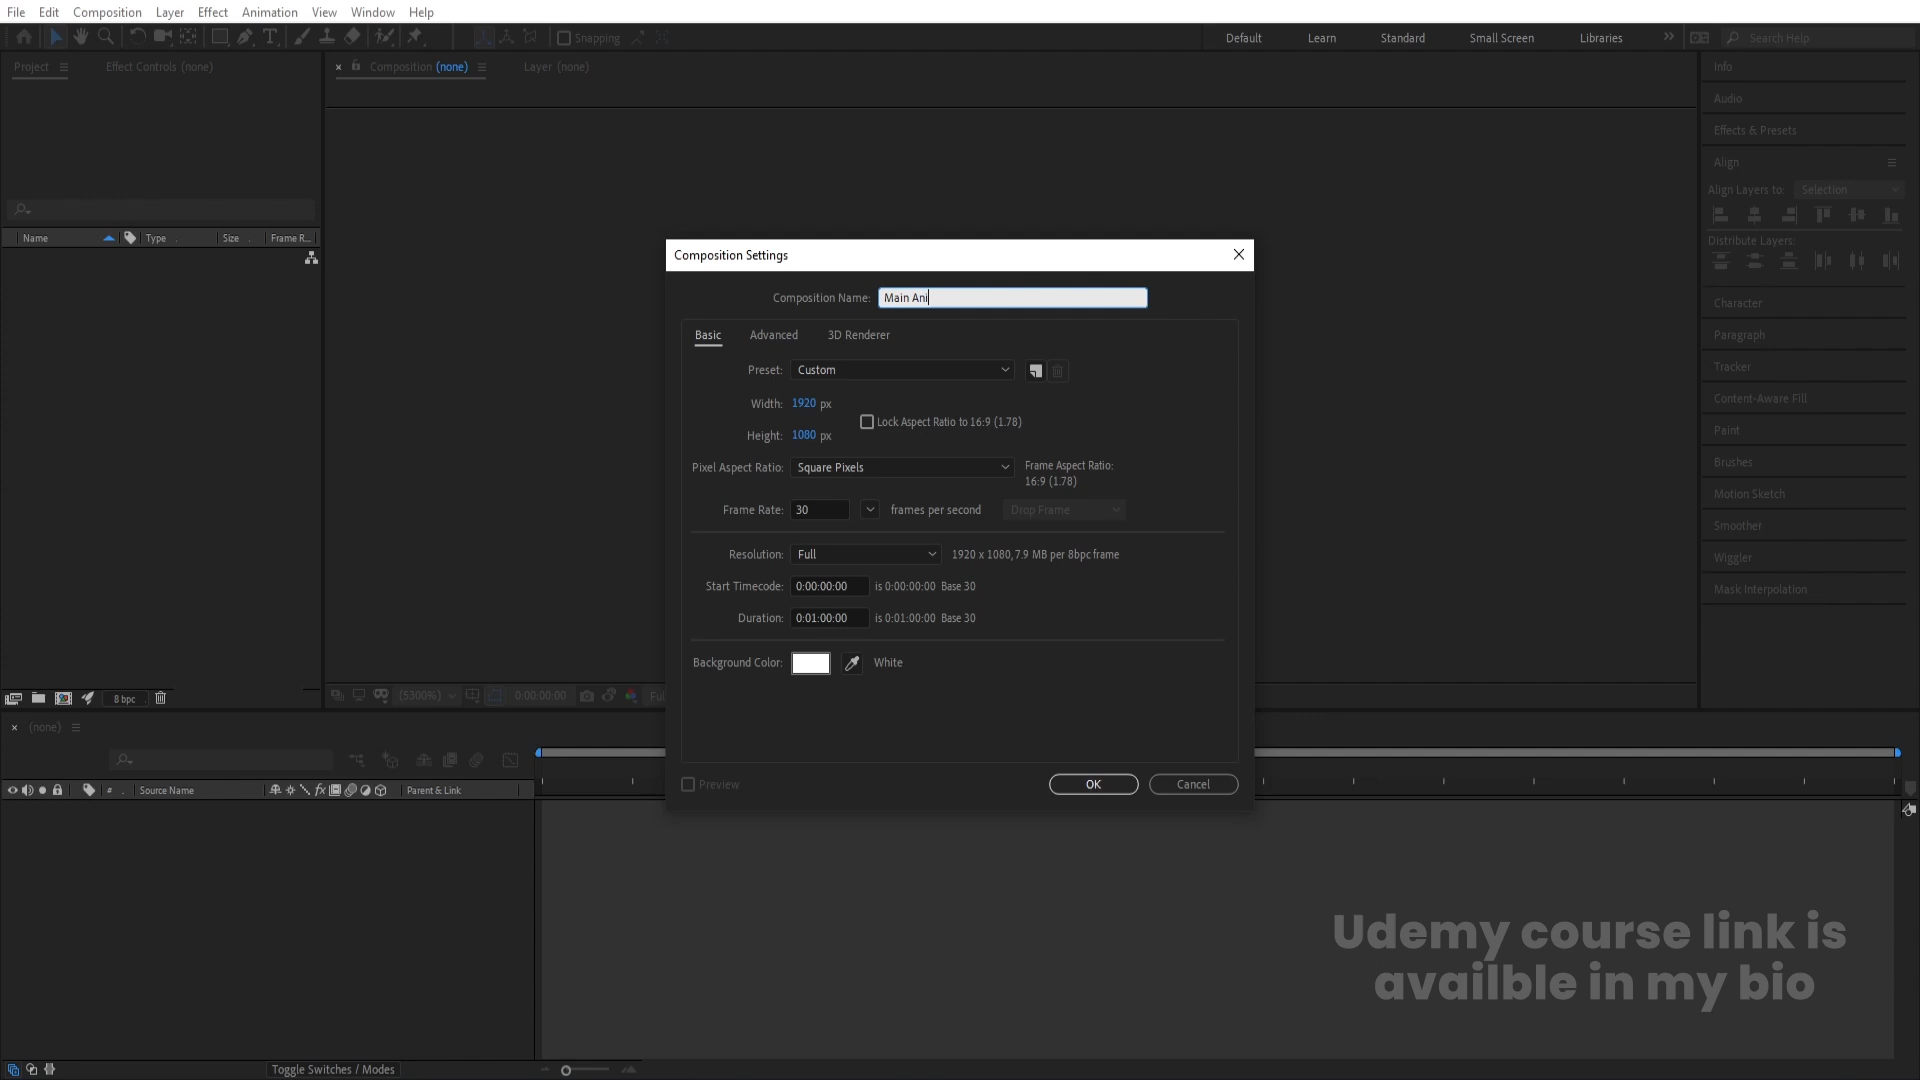 File Edit Composition Layer Effect Animation View Window Help
Snapping Default Learn Standard Small Screen Libraries Search Help
Project Effect Controls (none) Composition (none) Layer (none) Info
Audio
Effects & Presets
Align
Align Layers to: Selection
Name Type Size Frame R...
Distribute Layers:
Composition Settings
Composition Name: Main Ani
Character
Basic Advanced 3D Renderer
Paragraph
Preset: Custom
Tracker
Width: 1920 px
Content-Aware Fill
Lock Aspect Ratio to 16:9 (1.78)
Height: 1080 px
Paint
Brushes
Pixel Aspect Ratio: Square Pixels Frame Aspect Ratio:
16:9 (1.78)
Motion Sketch
Frame Rate: 30 frames per second Drop Frame
Smoother
Resolution: Full 1920 x 1080, 7.9 MB per 8bpc frame
Wiggler
Start Timecode: 0:00:00:00 is 0:00:00:00 Base 30
Mask Interpolation
Duration: 0:01:00:00 is 0:01:00:00 Base 30
Background Color: White
8 bpc (5300%) 0:00:00:00 Ful
(none)
Preview OK Cancel
# . Source Name fx Parent & Link
Udemy course link is
availble in my bio
Toggle Switches / Modes